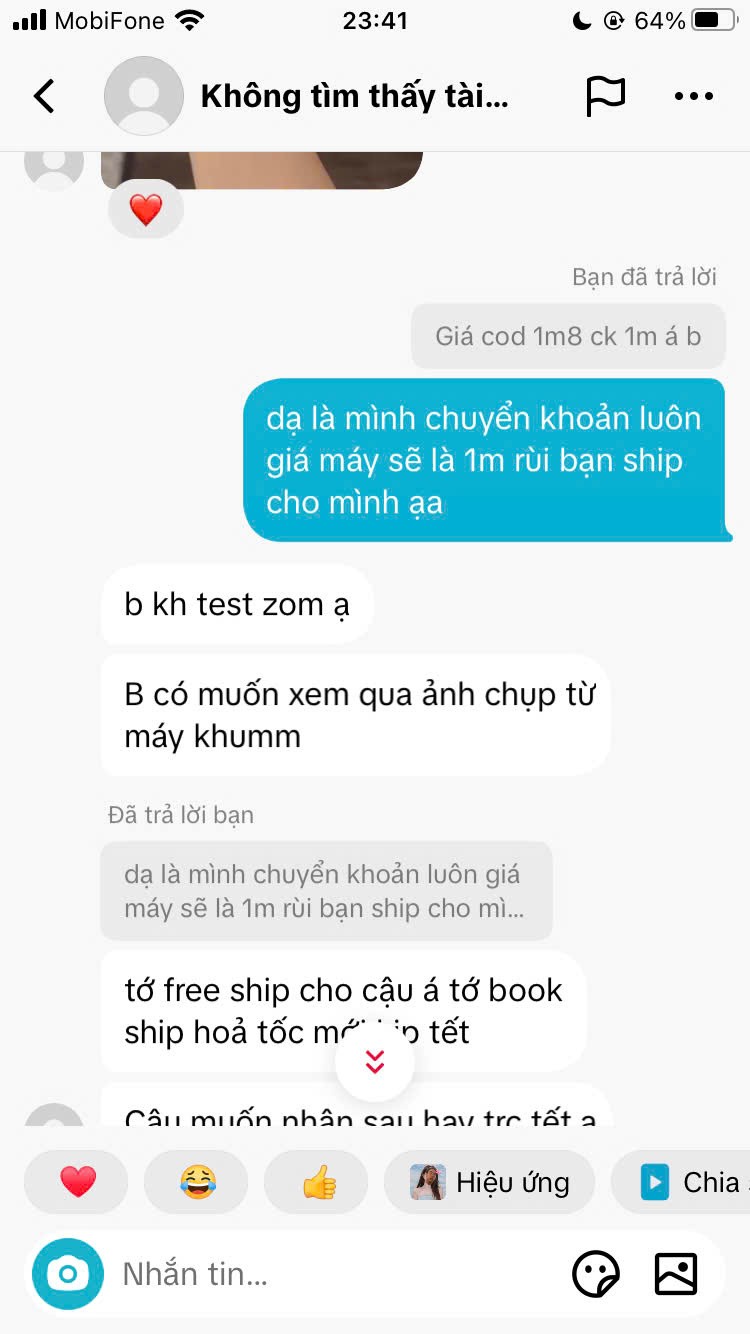 MobiFone 23:41 64%
Không tìm thấy tài...
Bạn đã trả lời
Giá cod 1m8 ck 1m á b
dạ là mình chuyển khoản luôn
giá máy sẽ là 1m rùi bạn ship
cho mình ạa
b kh test zom ạ
B có muốn xem qua ảnh chụp từ
máy khumm
Đã trả lời bạn
dạ là mình chuyển khoản luôn giá
máy sẽ là 1m rùi bạn ship cho mì...
tớ free ship cho cậu á tớ book
ship hoả tốc mới kịp tết
Cậu muốn nhận sau hay trc tết ạ
Hiệu ứng
Chia
Nhắn tin...